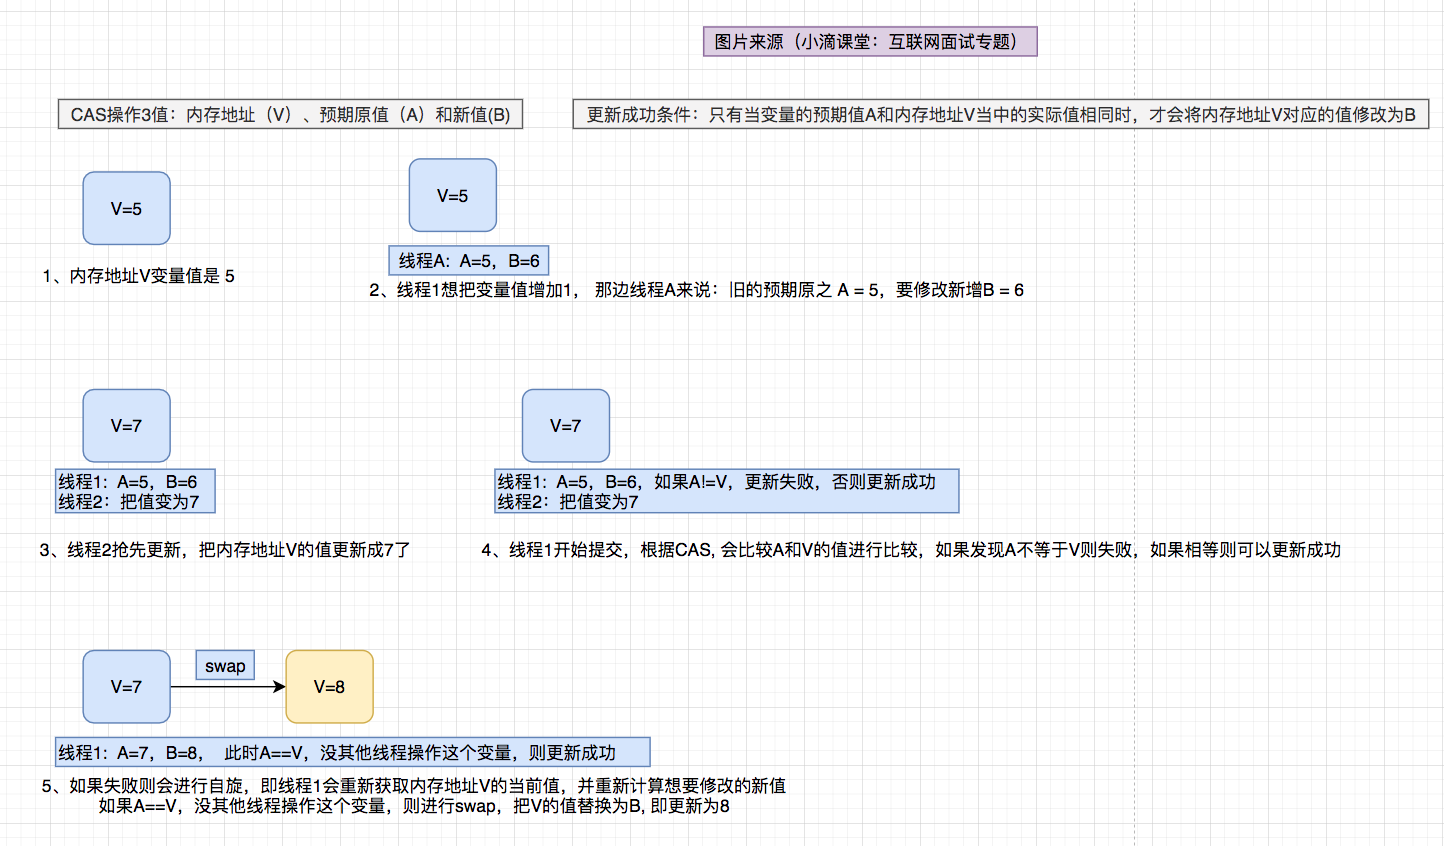 图片来源（小滴课堂：互联网面试专题）
CAS操作3值：内存地址（V）、预期原值（A）和新值(B)
更新成功条件：只有当变量的预期值A和内存地址V当中的实际值相同时，才会将内存地址V对应的值修改为B
V=5
1、内存地址V变量值是 5
V=5
线程A: A=5，B=6
2、线程1想把变量值增加1， 那边线程A来说：旧的预期原之 A = 5，要修改新增B = 6
V=7
线程1: A=5，B=6
线程2：把值变为7
3、线程2抢先更新，把内存地址V的值更新成7了
V=7
线程1: A=5，B=6，如果A!=V，更新失败，否则更新成功
线程2：把值变为7
4、线程1开始提交，根据CAS, 会比较A和V的值进行比较，如果发现A不等于V则失败，如果相等则可以更新成功
V=7
swap
V=8
线程1: A=7，B=8， 此时A==V，没其他线程操作这个变量，则更新成功
5、如果失败则会进行自旋，即线程1会重新获取内存地址V的当前值，并重新计算想要修改的新值
如果A==V，没其他线程操作这个变量，则进行swap，把V的值替换为B, 即更新为8